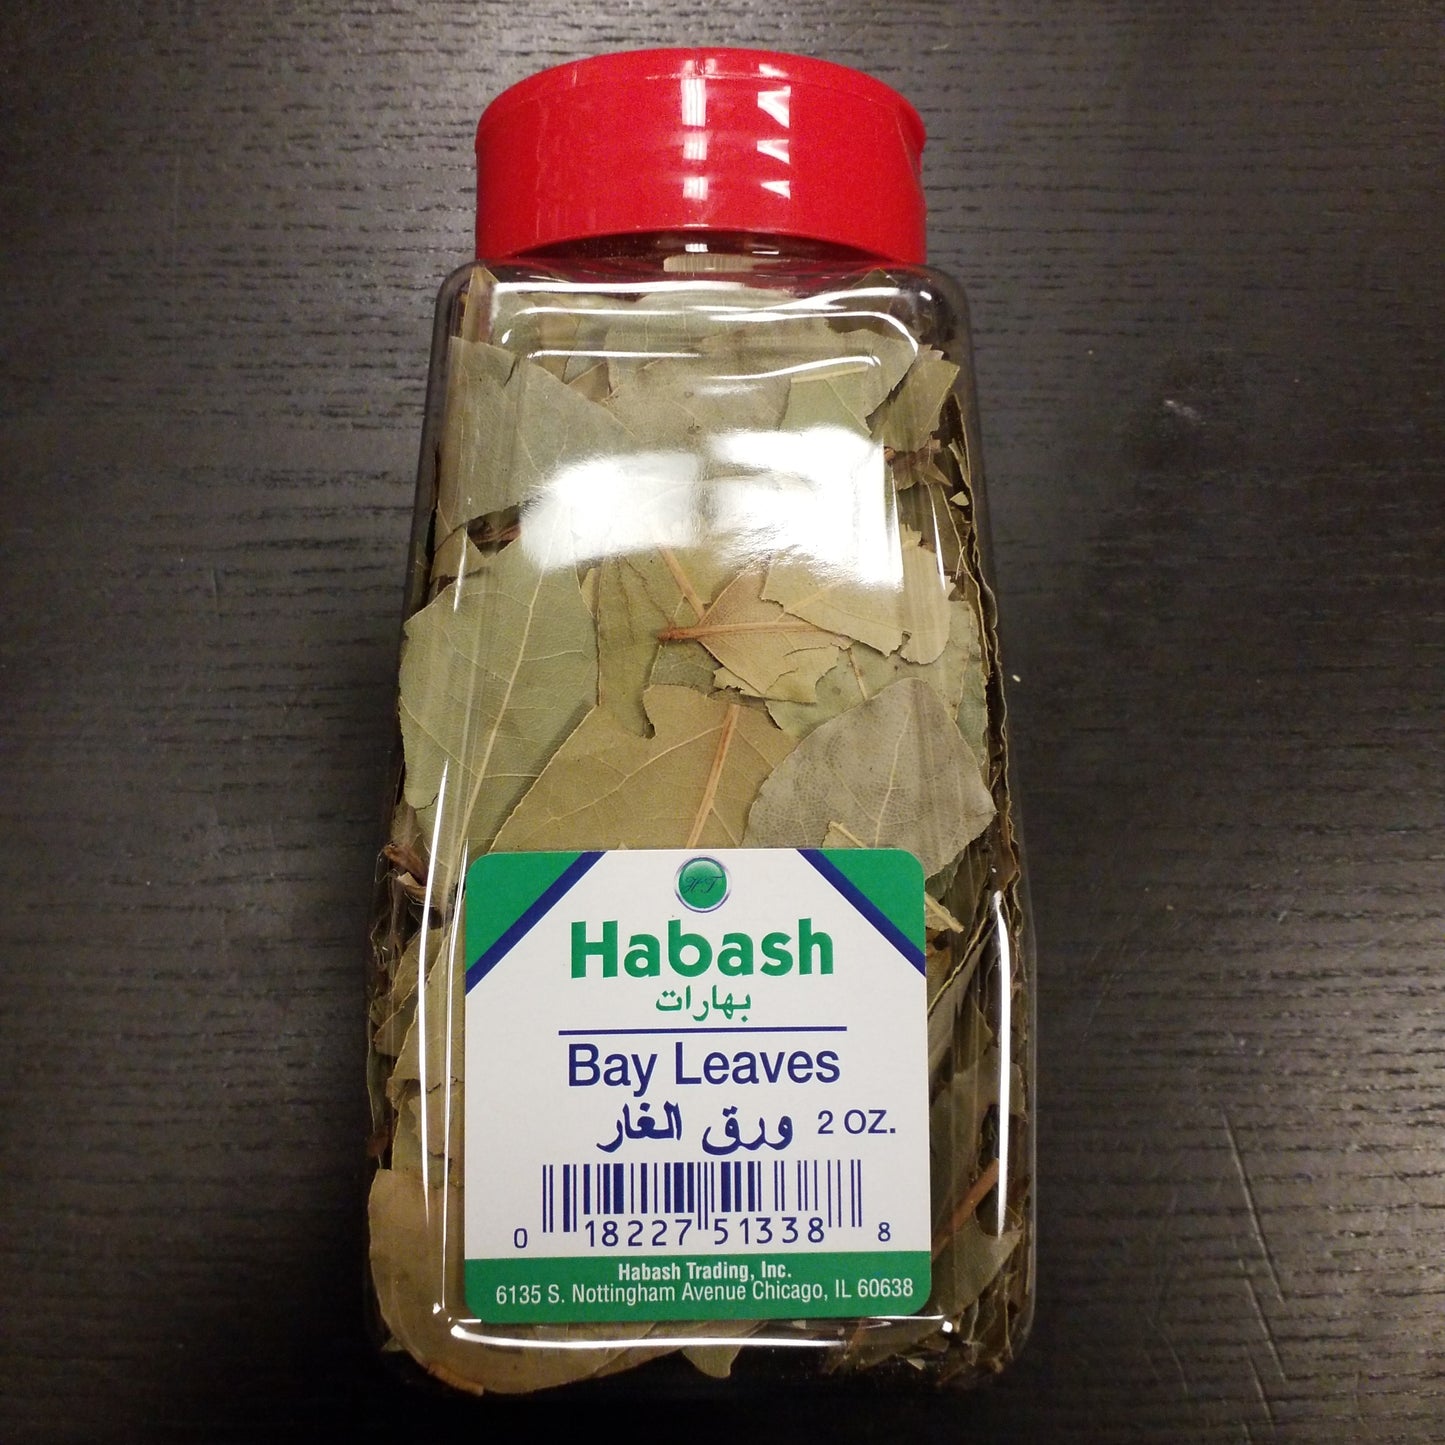 HT
Habash
بهارات
Bay Leaves
ورق الغار 2 OZ.
0 18227 51338 8
Habash Trading, Inc.
6135 S. Nottingham Avenue Chicago, IL 60638